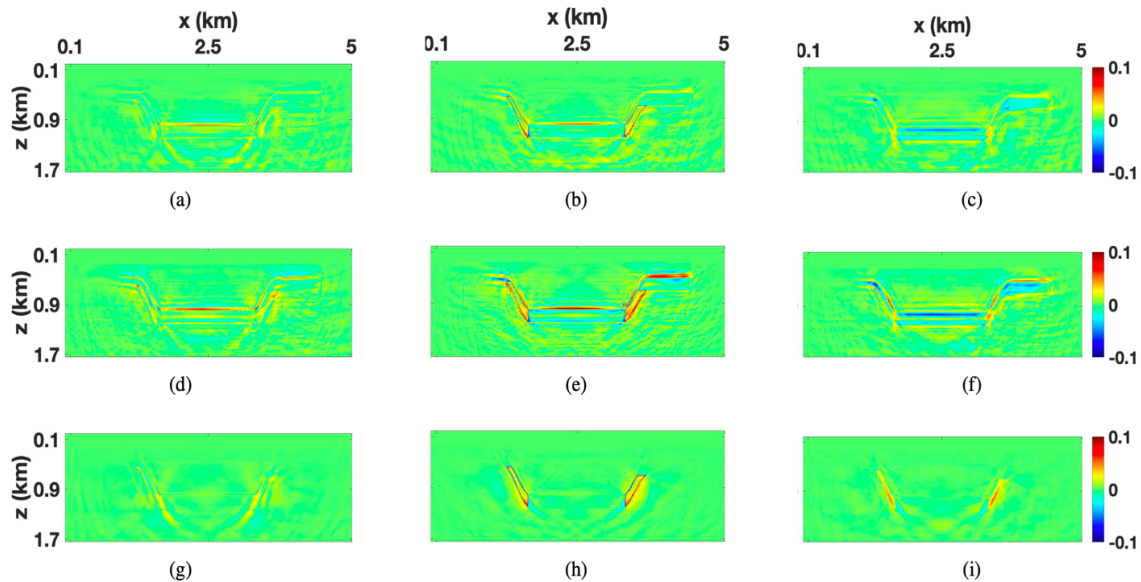 x (km) x (km) x (km)
0.1 2.5 5 0.1 2.5 5 0.1 2.5 5
0.1 0.1
z (km) 0.9 0
1.7 -0.1
(a) (b) (c)
0.1 0.1
z (km) 0.9 0
1.7 -0.1
(d) (e) (f)
0.1 0.1
z (km) 0.9 0
1.7 -0.1
(g) (h) (i)